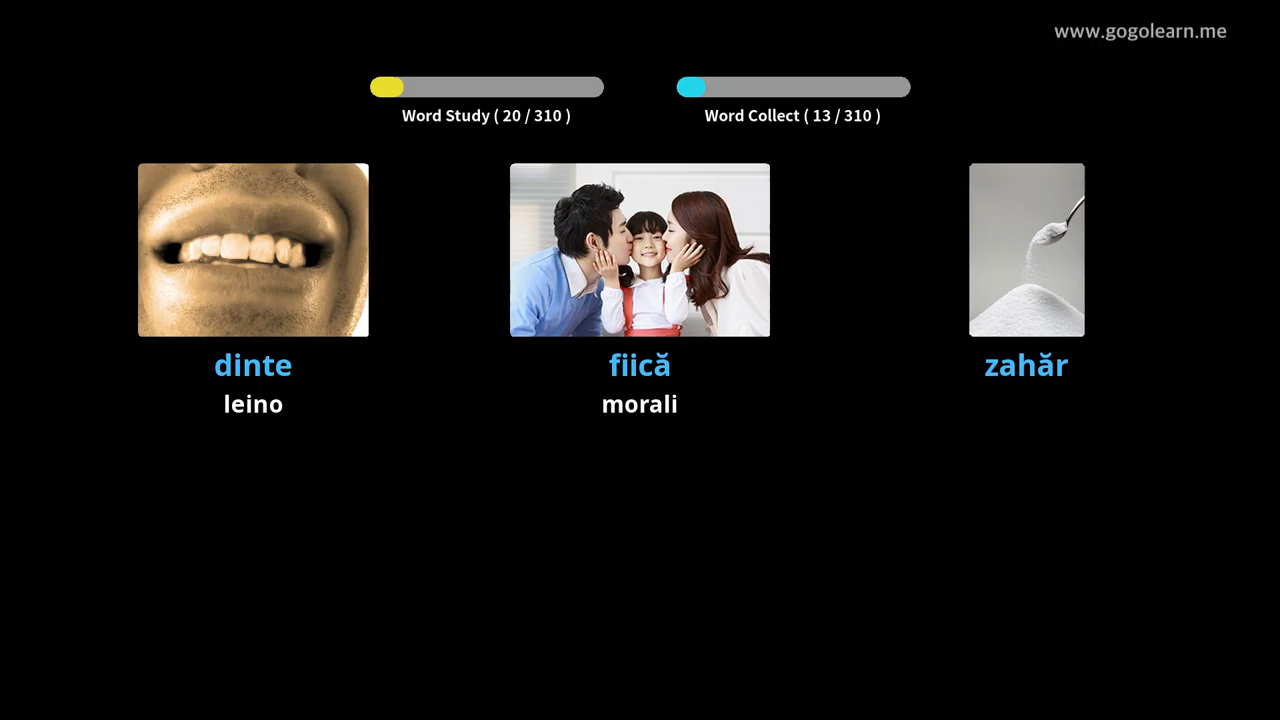 www.gogolearn.me
Word Study ( 20 / 310 )
Word Collect ( 13 / 310 )
dinte
leino
fiică
morali
zahăr